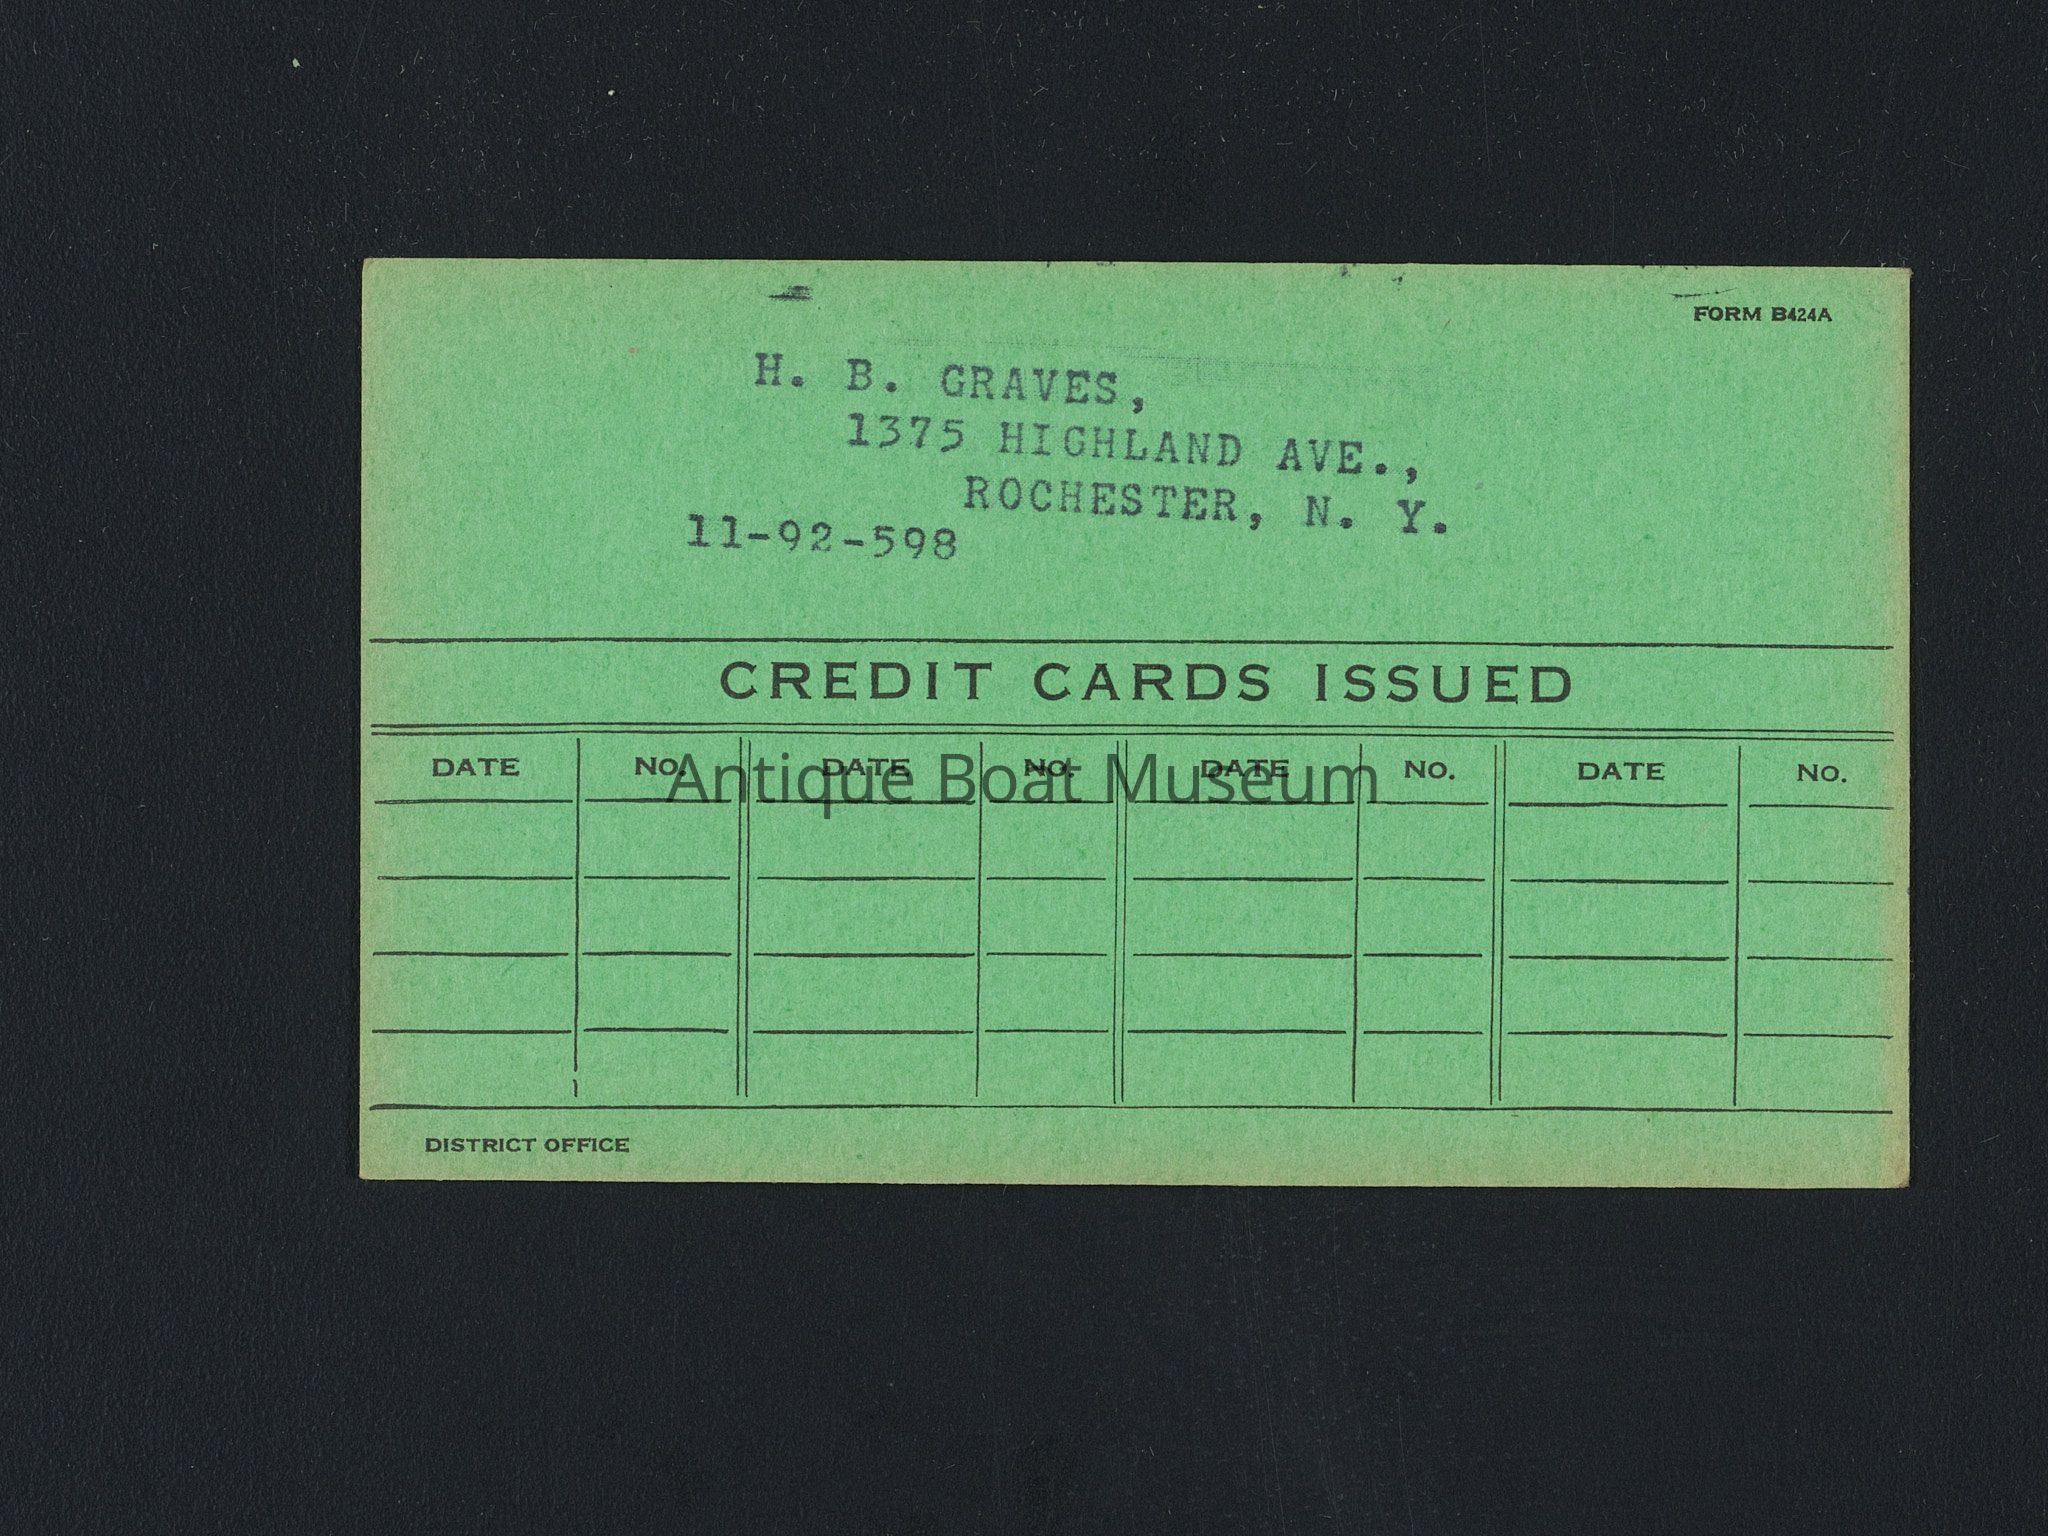 FORM B424A
H. B. GRAVES,
1375 HIGHLAND AVE.,
ROCHESTER, N. Y.
11-92-598
CREDIT CARDS ISSUED
DATE NO. DATE NO. DATE NO. DATE NO.
Antique Boat Museum
DISTRICT OFFICE